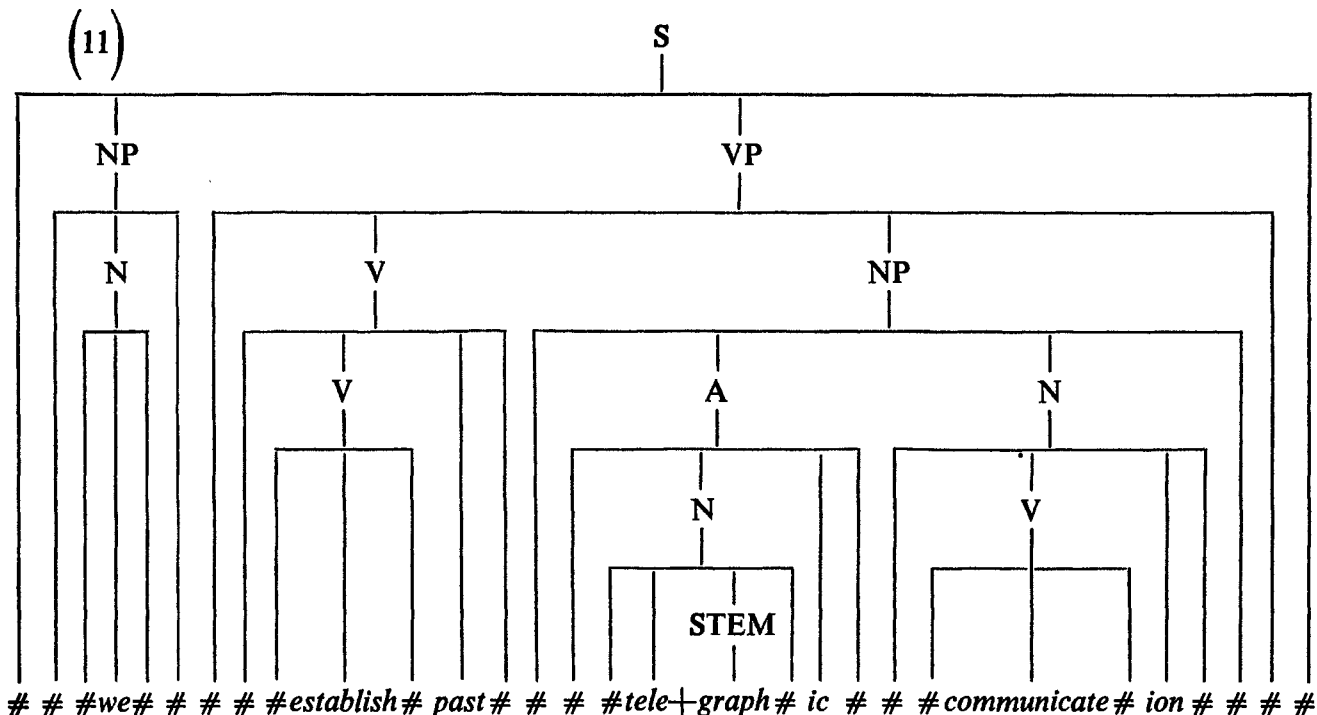 (11) S
NP VP
N V NP
V A N
N V
STEM
# # #we# # # # #establish# past# # # #tele+graph# ic # # #communicate# ion # # # #